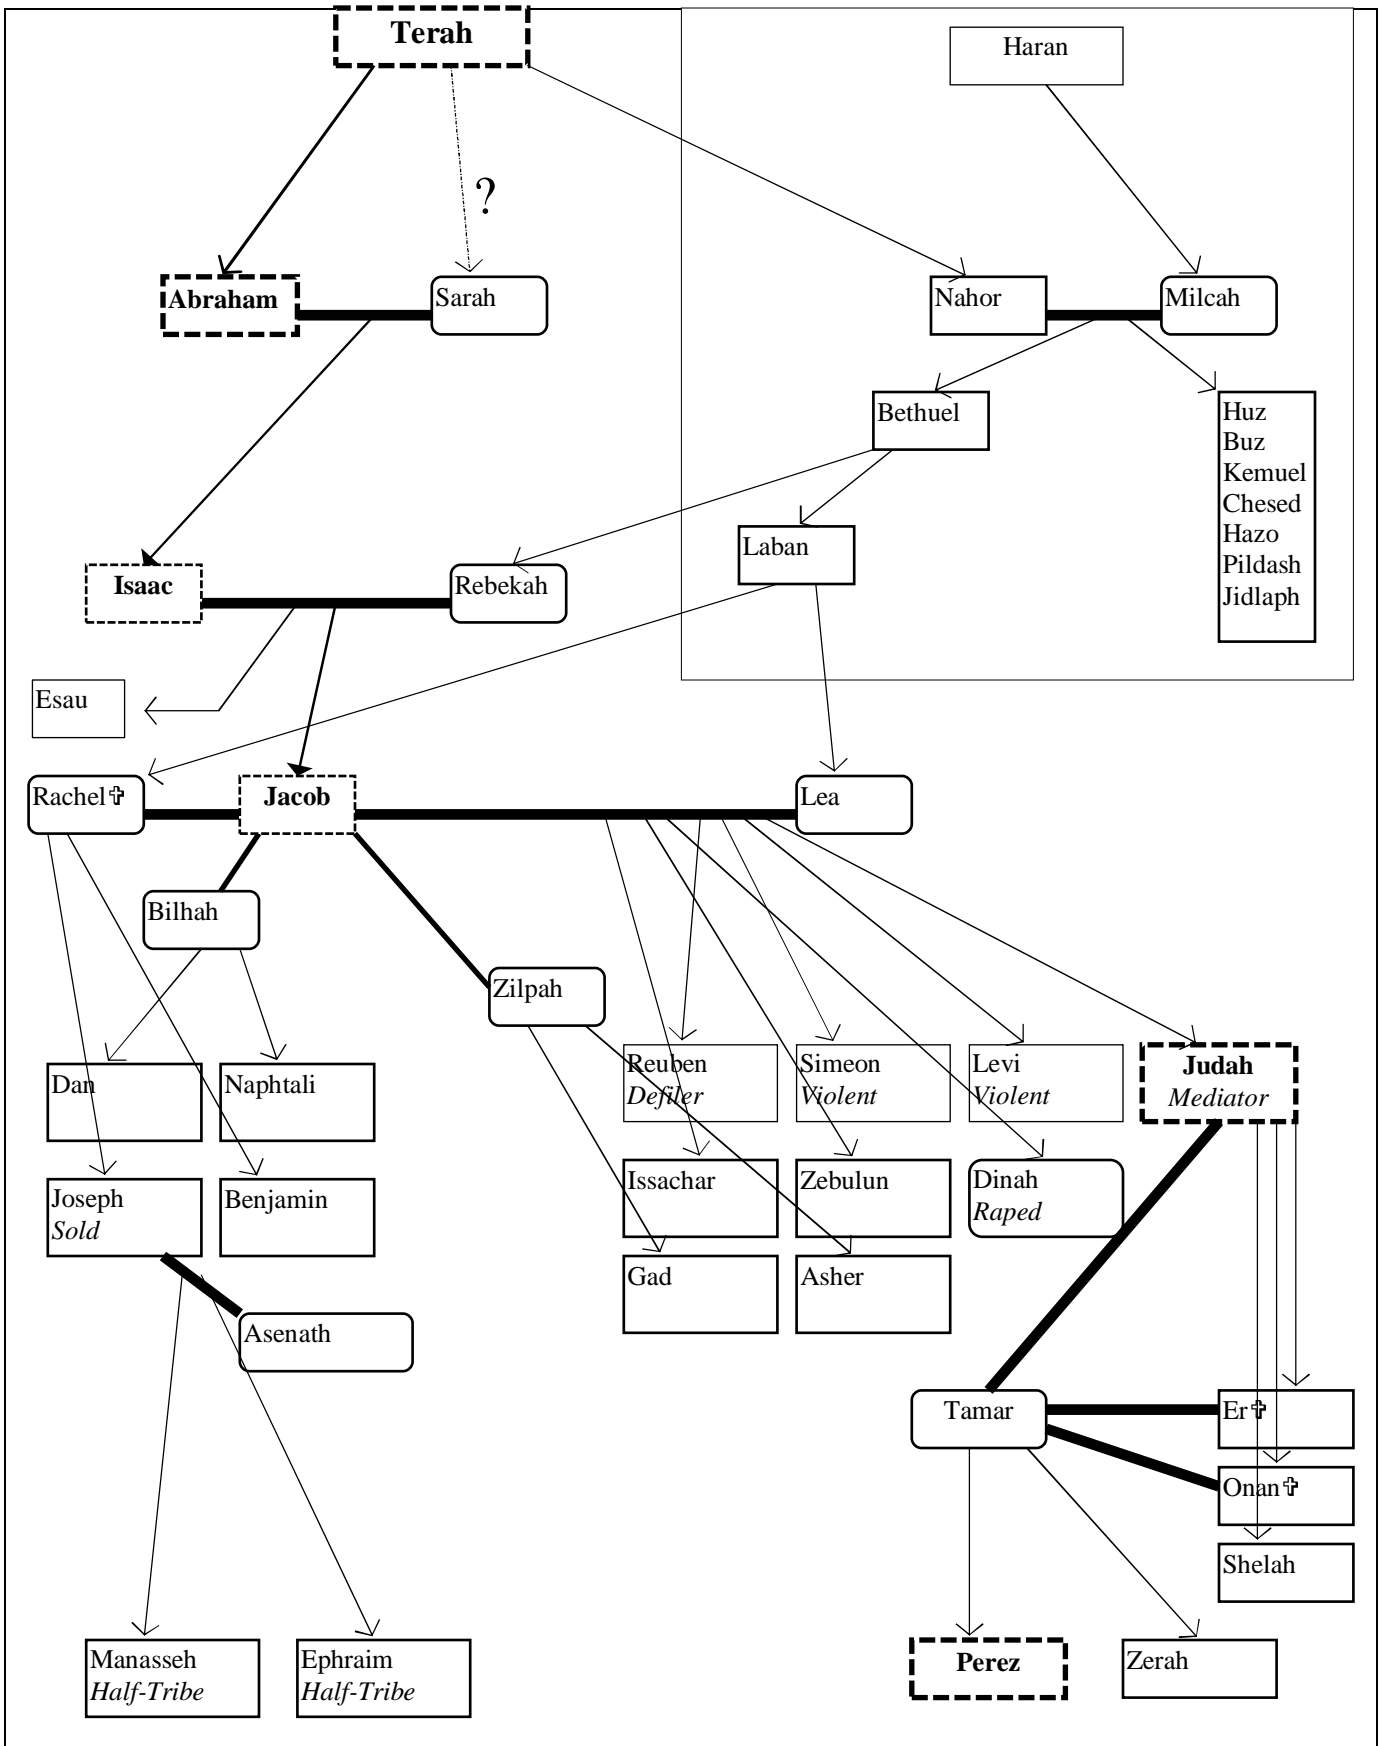 Terah
Haran
?
Abraham
Sarah
Nahor
Milcah
Bethuel
Huz
Buz
Kemuel
Chesed
Hazo
Pildash
Jidlaph
Laban
Isaac
Rebekah
Esau
Rachel✞
Jacob
Lea
Bilhah
Zilpah
Dan
Naphtali
Reuben
Defiler
Simeon
Violent
Levi
Violent
Judah
Mediator
Joseph
Sold
Benjamin
Issachar
Zebulun
Dinah
Raped
Gad
Asher
Asenath
Tamar
Er✞
Onan✞
Shelah
Manasseh
Half-Tribe
Ephraim
Half-Tribe
Perez
Zerah